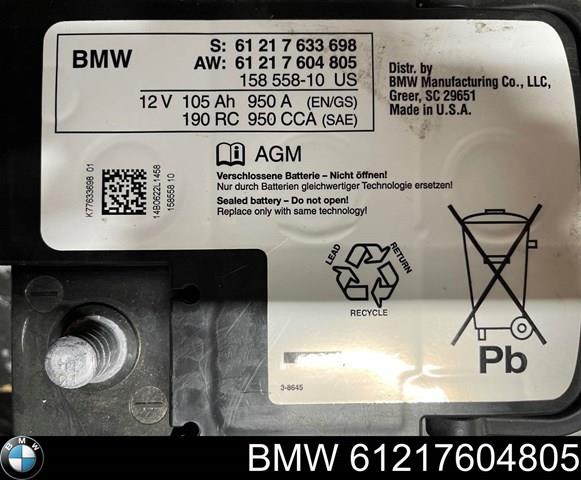 BMW
S: 61 21 7 633 698
AW: 61 21 7 604 805
158 558-10 US
12 V 105 Ah 950 A (EN/GS)
190 RC 950 CCA (SAE)
Distr. by
BMW Manufacturing Co., LLC,
Greer, SC 29651
Made in U.S.A.
AGM
Verschlossene Batterie - Nicht öffnen!
Nur durch Batterien gleichwertiger Technologie ersetzen!
Sealed battery - Do not open!
Replace only with same technology!
K77633698 01
14B0622L1458
158558 10
LEAD
RETURN
RECYCLE
Pb
3-8645
BMW
BMW 61217604805